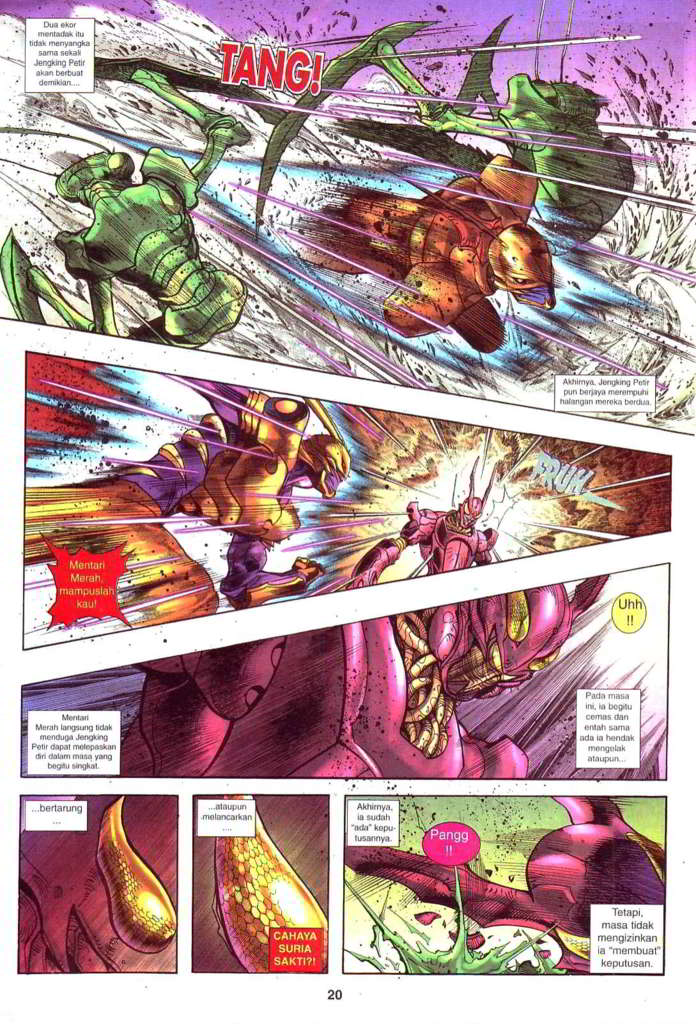 Dua ekor
mentadak itu
tidak menyangka
sama sekali
Jengking Petir
akan berbuat
demikian....
TANG!
Akhirnya, Jengking Petir
pun berjaya merempuhi
halangan mereka berdua.
FRUH
Mentari
Merah,
mampuslah
kau!
Uhh
!!
Mentari
Merah langsung tidak
menduga Jengking
Petir dapat melepaskan
diri dalam masa yang
begitu singkat.
Pada masa
ini, ia begitu
cemas dan
entah sama
ada ia hendak
mengelak
ataupun...
...bertarung
...
...ataupun
melancarkan
....
CAHAYA
SURIA
SAKTI?!
Akhirnya,
ia sudah
"ada" kepu-
tusannya.
Pangg
!!
Tetapi,
masa tidak
mengizinkan
ia "membuat"
keputusan.
20